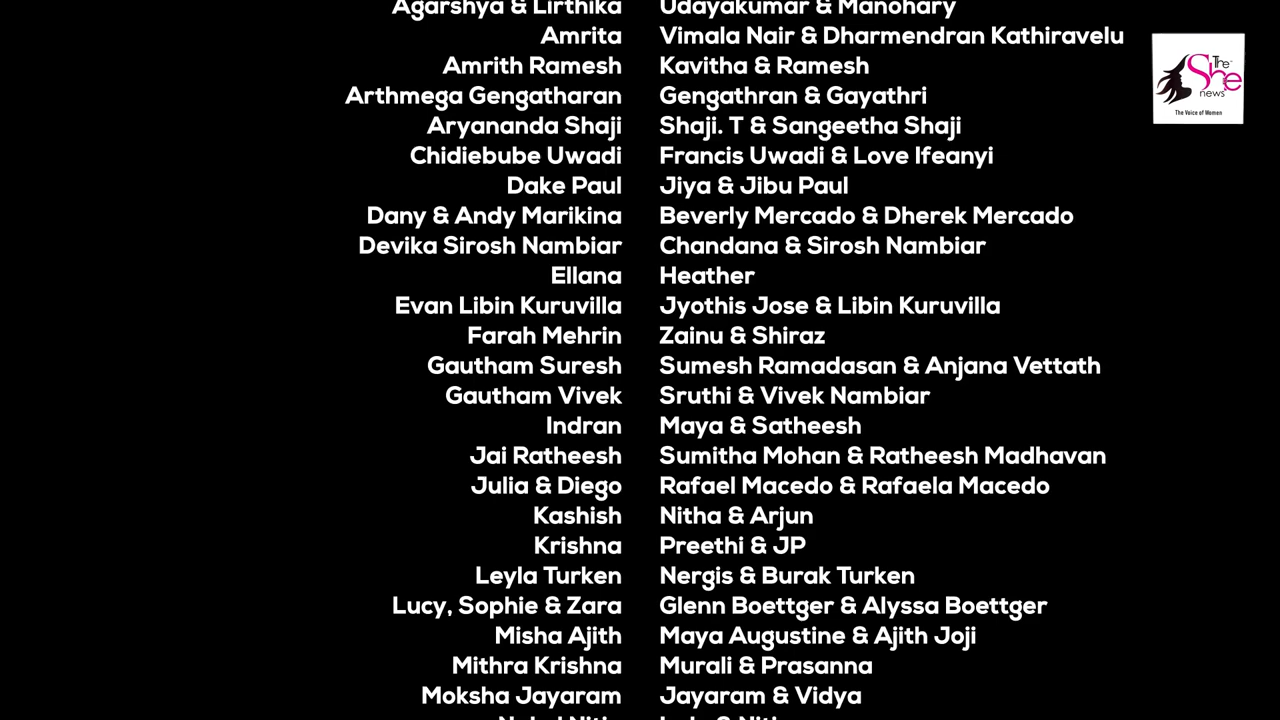 Agarshya & Lirthika Udayakumar & Manohary
Amrita Vimala Nair & Dharmendran Kathiravelu
Amrith Ramesh Kavitha & Ramesh
Arthmega Gengatharan Gengathran & Gayathri
Aryananda Shaji Shaji. T & Sangeetha Shaji
Chidiebube Uwadi Francis Uwadi & Love Ifeanyi
Dake Paul Jiya & Jibu Paul
Dany & Andy Marikina Beverly Mercado & Dherek Mercado
Devika Sirosh Nambiar Chandana & Sirosh Nambiar
Ellana Heather
Evan Libin Kuruvilla Jyothis Jose & Libin Kuruvilla
Farah Mehrin Zainu & Shiraz
Gautham Suresh Sumesh Ramadasan & Anjana Vettath
Gautham Vivek Sruthi & Vivek Nambiar
Indran Maya & Satheesh
Jai Ratheesh Sumitha Mohan & Ratheesh Madhavan
Julia & Diego Rafael Macedo & Rafaela Macedo
Kashish Nitha & Arjun
Krishna Preethi & JP
Leyla Turken Nergis & Burak Turken
Lucy, Sophie & Zara Glenn Boettger & Alyssa Boettger
Misha Ajith Maya Augustine & Ajith Joji
Mithra Krishna Murali & Prasanna
Moksha Jayaram Jayaram & Vidya
The
She
news
The Voice of Women